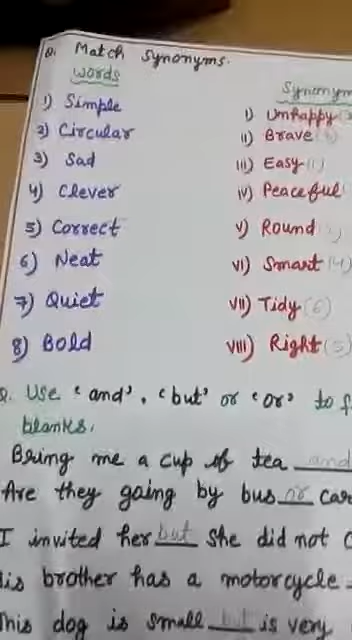 Q. Match Synonyms.
words
Synonym
1) Simple
i) Unhappy
2) Circular
ii) Brave
3) Sad
iii) Easy (1)
4) Clever
iv) Peaceful
5) Correct
v) Round
6) Neat
vi) Smart (4)
7) Quiet
vii) Tidy (6)
8) Bold
viii) Right (5)
Q. Use 'and', 'but' or 'or' to f
blanks.
Bring me a cup of tea and
Are they going by bus or car
I invited her but she did not
His brother has a motorcycle
This dog is small but is very